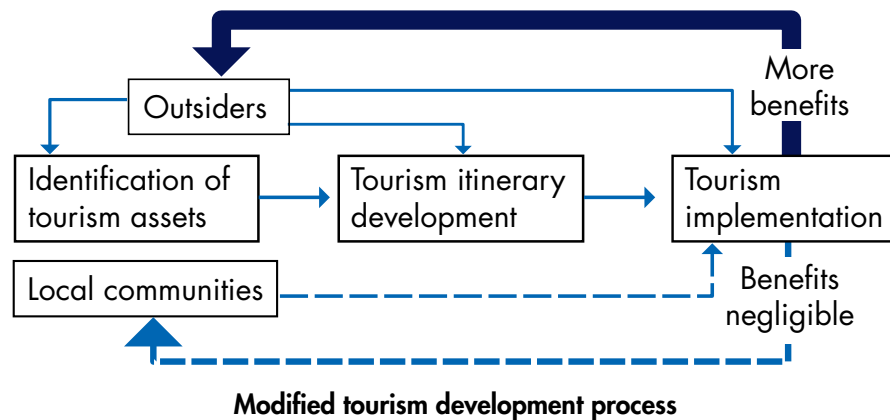 More
benefits
Outsiders
Identification of
tourism assets
Tourism itinerary
development
Tourism
implementation
Local communities
Benefits
negligible
Modified tourism development process